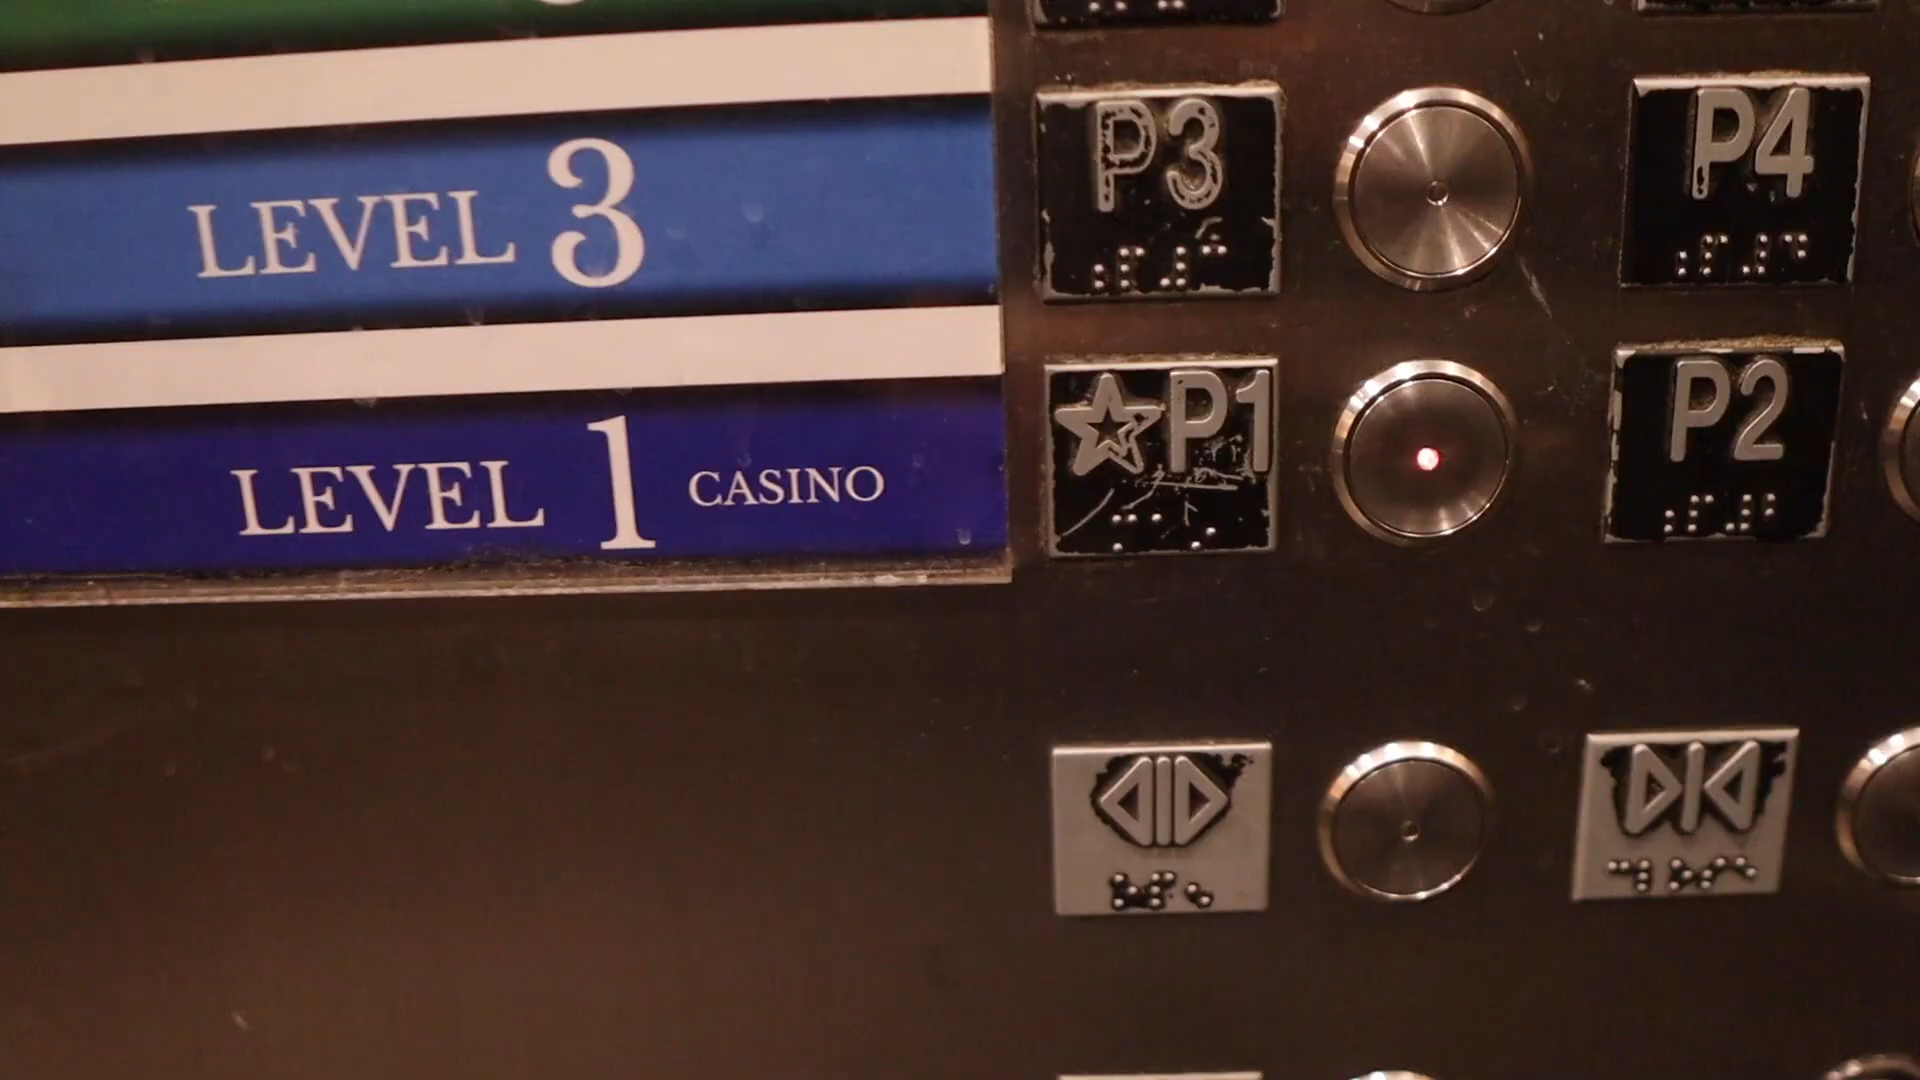 LEVEL 3
LEVEL 1 CASINO
P3
P4
☆P1
P2